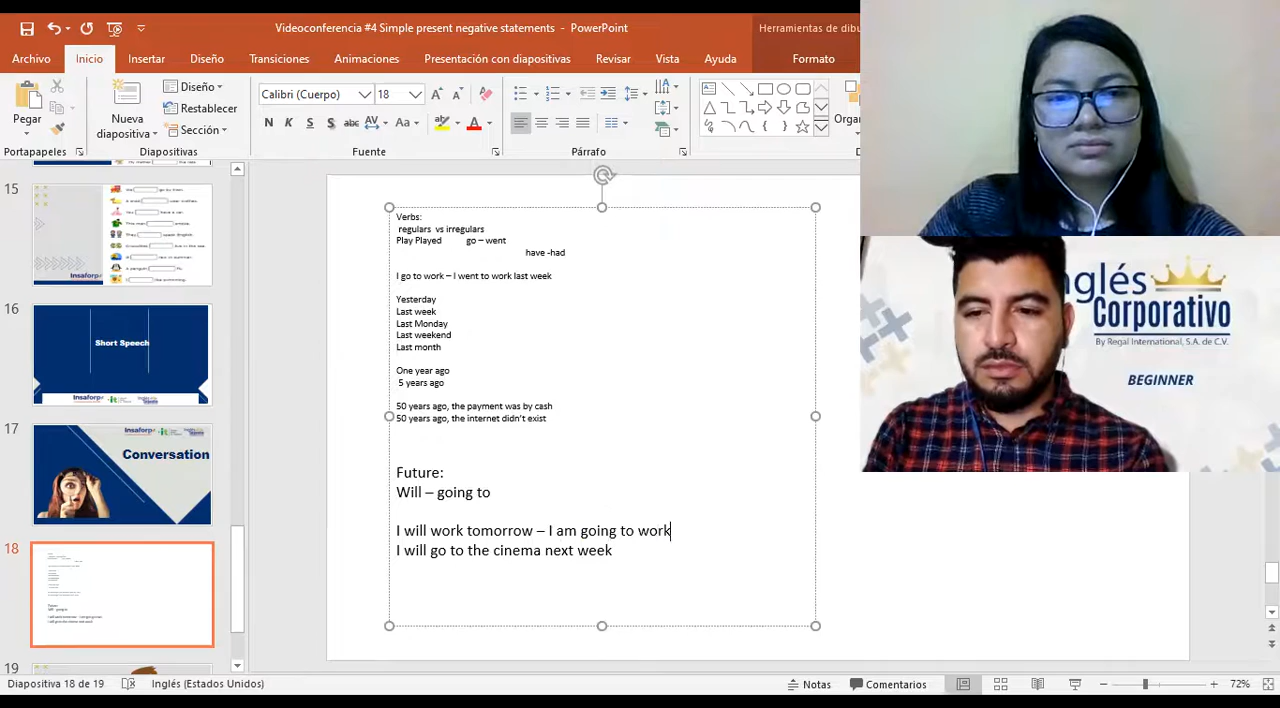 Videoconferencia #4 Simple present negative statements - PowerPoint
Herramientas de dibu
Archivo Inicio Insertar Diseño Transiciones Animaciones Presentación con diapositivas Revisar Vista Ayuda Formato
Pegar
Nueva diapositiva
Diseño
Restablecer
Sección
Calibri (Cuerpo) 18
Organ
Portapapeles Diapositivas Fuente Párrafo
15
16
Short Speech
17
Conversation
18
19
Verbs:
regulars vs irregulars
Play Played go – went
have -had
I go to work – I went to work last week
Yesterday
Last week
Last Monday
Last weekend
Last month
One year ago
5 years ago
50 years ago, the payment was by cash
50 years ago, the internet didn't exist
Future:
Will – going to
I will work tomorrow – I am going to work
I will go to the cinema next week
Inglés
Corporativo
By Regal International, S.A. de C.V.
BEGINNER
Diapositiva 18 de 19 Inglés (Estados Unidos) Notas Comentarios 72%